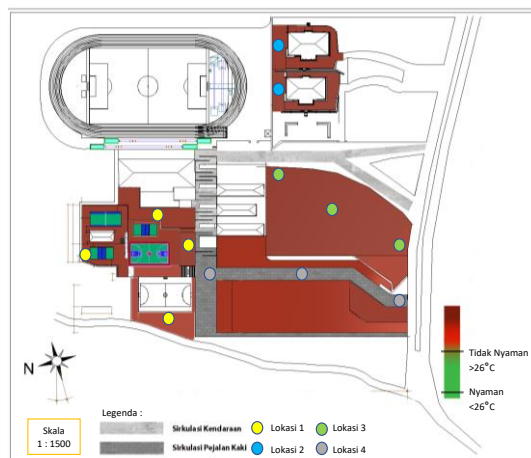 Tidak Nyaman
>26°C
Nyaman
<26°C
N
Skala
1 : 1500
Legenda :
Sirkulasi Kendaraan
Sirkulasi Pejalan Kaki
Lokasi 1
Lokasi 2
Lokasi 3
Lokasi 4